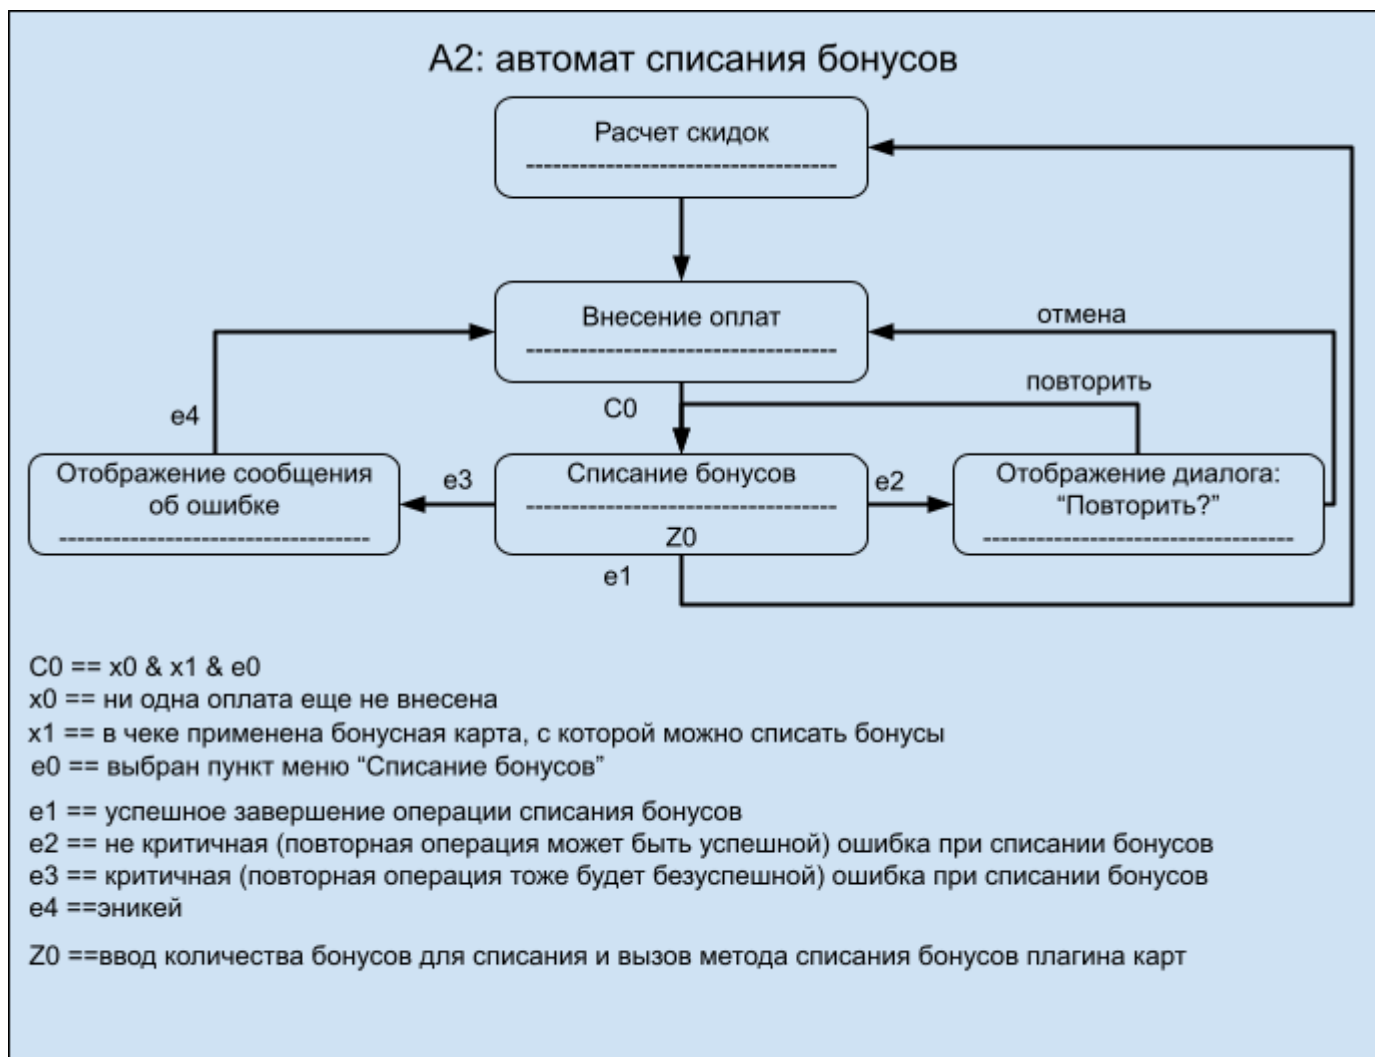 А2: автомат списания бонусов
Расчет скидок
-----------------------------------
Внесение оплат
-----------------------------------
отмена
повторить
C0
e4
Отображение сообщения
об ошибке
-----------------------------------
e3
Списание бонусов
-----------------------------------
Z0
e2
Отображение диалога:
“Повторить?”
-----------------------------------
e1
C0 == x0 & x1 & e0
x0 == ни одна оплата еще не внесена
x1 == в чеке применена бонусная карта, с которой можно списать бонусы
e0 == выбран пункт меню “Списание бонусов”
e1 == успешное завершение операции списания бонусов
e2 == не критичная (повторная операция может быть успешной) ошибка при списании бонусов
e3 == критичная (повторная операция тоже будет безуспешной) ошибка при списании бонусов
e4 ==эникей
Z0 ==ввод количества бонусов для списания и вызов метода списания бонусов плагина карт